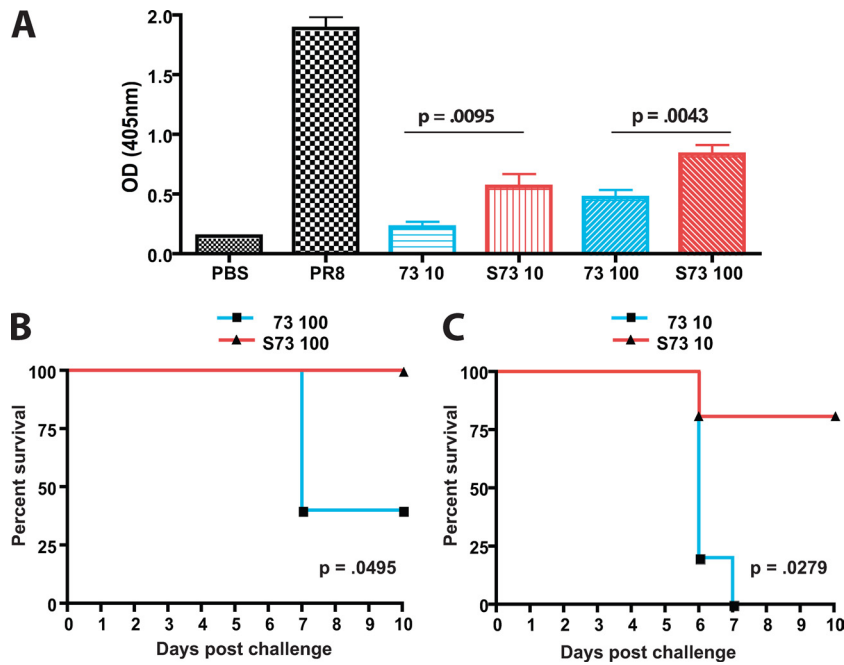 A
OD (405nm)
2.0
1.5
1.0
0.5
0.0
p = .0095
p = .0043
PBS PR8 73 10 S73 10 73 100 S73 100
B
73 100
S73 100
Percent survival
100
75
50
25
0
p = .0495
0 1 2 3 4 5 6 7 8 9 10
Days post challenge
C
73 10
S73 10
Percent survival
100
75
50
25
0
p = .0279
0 1 2 3 4 5 6 7 8 9 10
Days post challenge